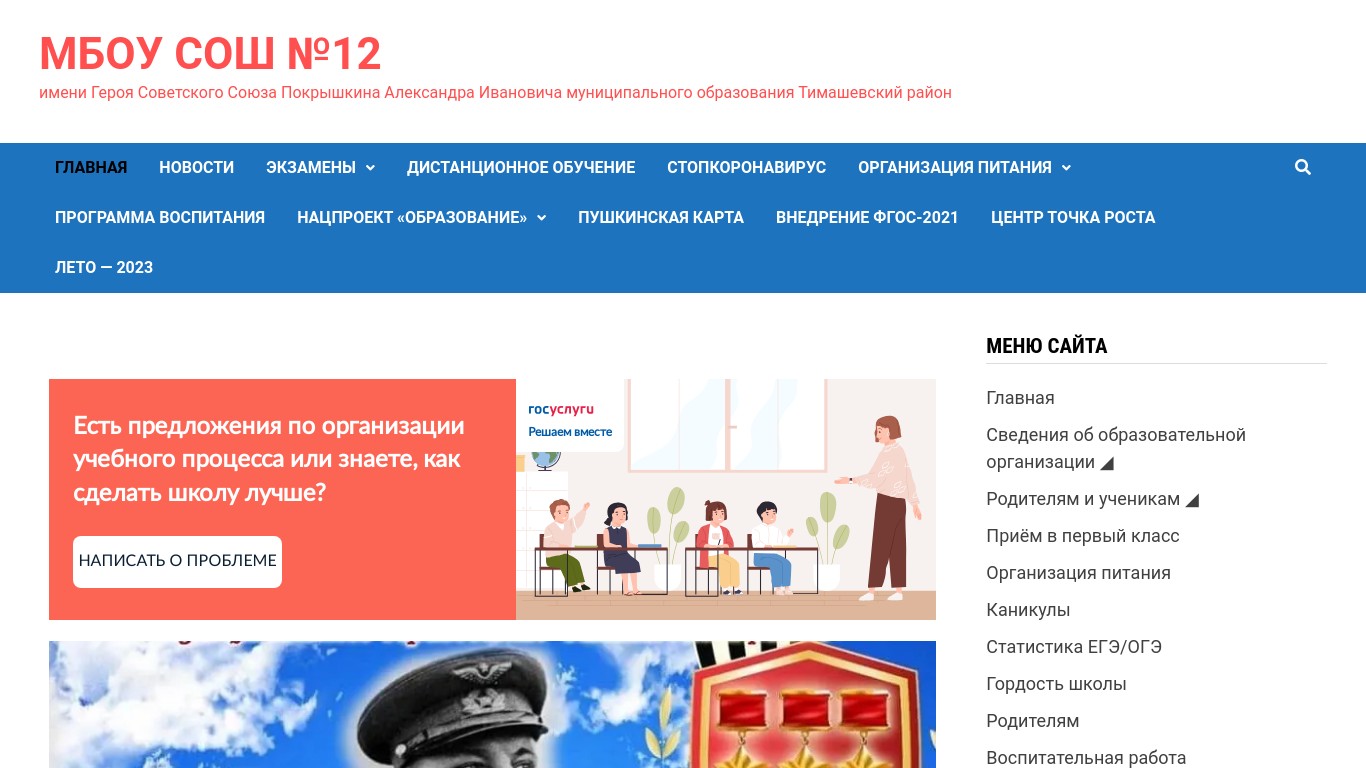 МБОУ СОШ №12
имени Героя Советского Союза Покрышкина Александра Ивановича муниципального образования Тимашевский район
ГЛАВНАЯ НОВОСТИ ЭКЗАМЕНЫ ДИСТАНЦИОННОЕ ОБУЧЕНИЕ СТОПКОРОНАВИРУС ОРГАНИЗАЦИЯ ПИТАНИЯ
ПРОГРАММА ВОСПИТАНИЯ НАЦПРОЕКТ «ОБРАЗОВАНИЕ» ПУШКИНСКАЯ КАРТА ВНЕДРЕНИЕ ФГОС-2021 ЦЕНТР ТОЧКА РОСТА
ЛЕТО — 2023
Есть предложения по организации
учебного процесса или знаете, как
сделать школу лучше?
НАПИСАТЬ О ПРОБЛЕМЕ
госуслуги
Решаем вместе
МЕНЮ САЙТА
Главная
Сведения об образовательной
организации ◢
Родителям и ученикам ◢
Приём в первый класс
Организация питания
Каникулы
Статистика ЕГЭ/ОГЭ
Гордость школы
Родителям
Воспитательная работа